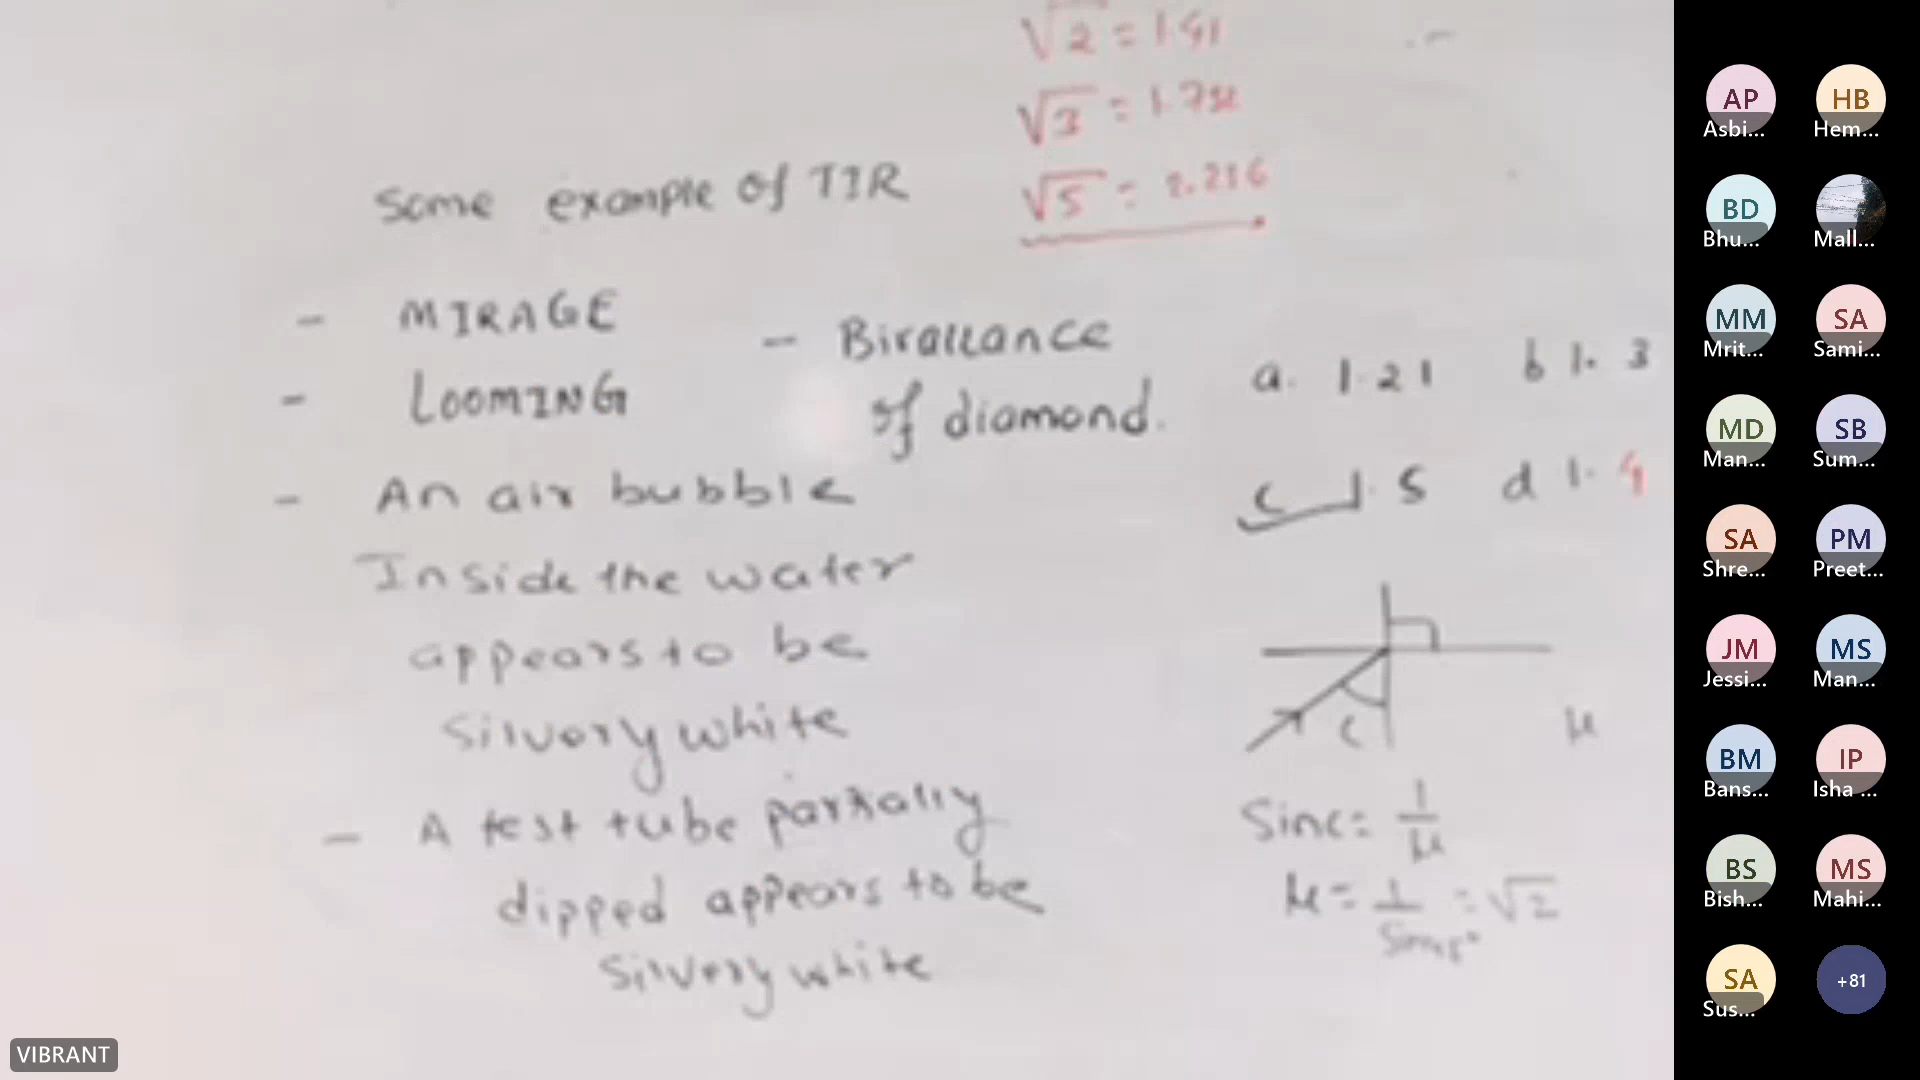 √2 = 1.41
√3 = 1.732
√5 = 2.236
Some example of TIR
- MIRAGE
- LOOMING
- An air bubble
Inside the water
appears to be
Silvery white
- A test tube partially
dipped appears to be
Silvery white
of diamond.
a. 1.21 b 1.3
c 1.5 d 1.4
C
μ
Sinc = 1/μ
μ = 1/Sin45° = √2
VIBRANT
AP
Asbi...
HB
Hem...
BD
Bhu...
Mall...
MM
Mrit...
SA
Sami...
MD
Man...
SB
Sum...
SA
Shre...
PM
Preet...
JM
Jessi...
MS
Man...
BM
Bans...
IP
Isha ...
BS
Bish...
MS
Mahi...
SA
Sus...
+81